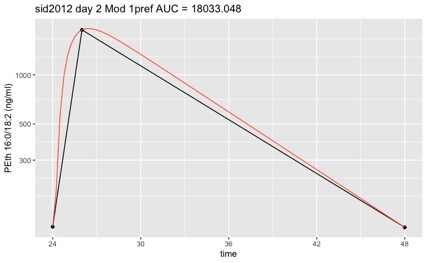 sid2012 day 2 Mod 1pref AUC = 18033.048
PEth 16:0/18:2 (ng/ml)
1000
500
300
24
30
36
42
48
time